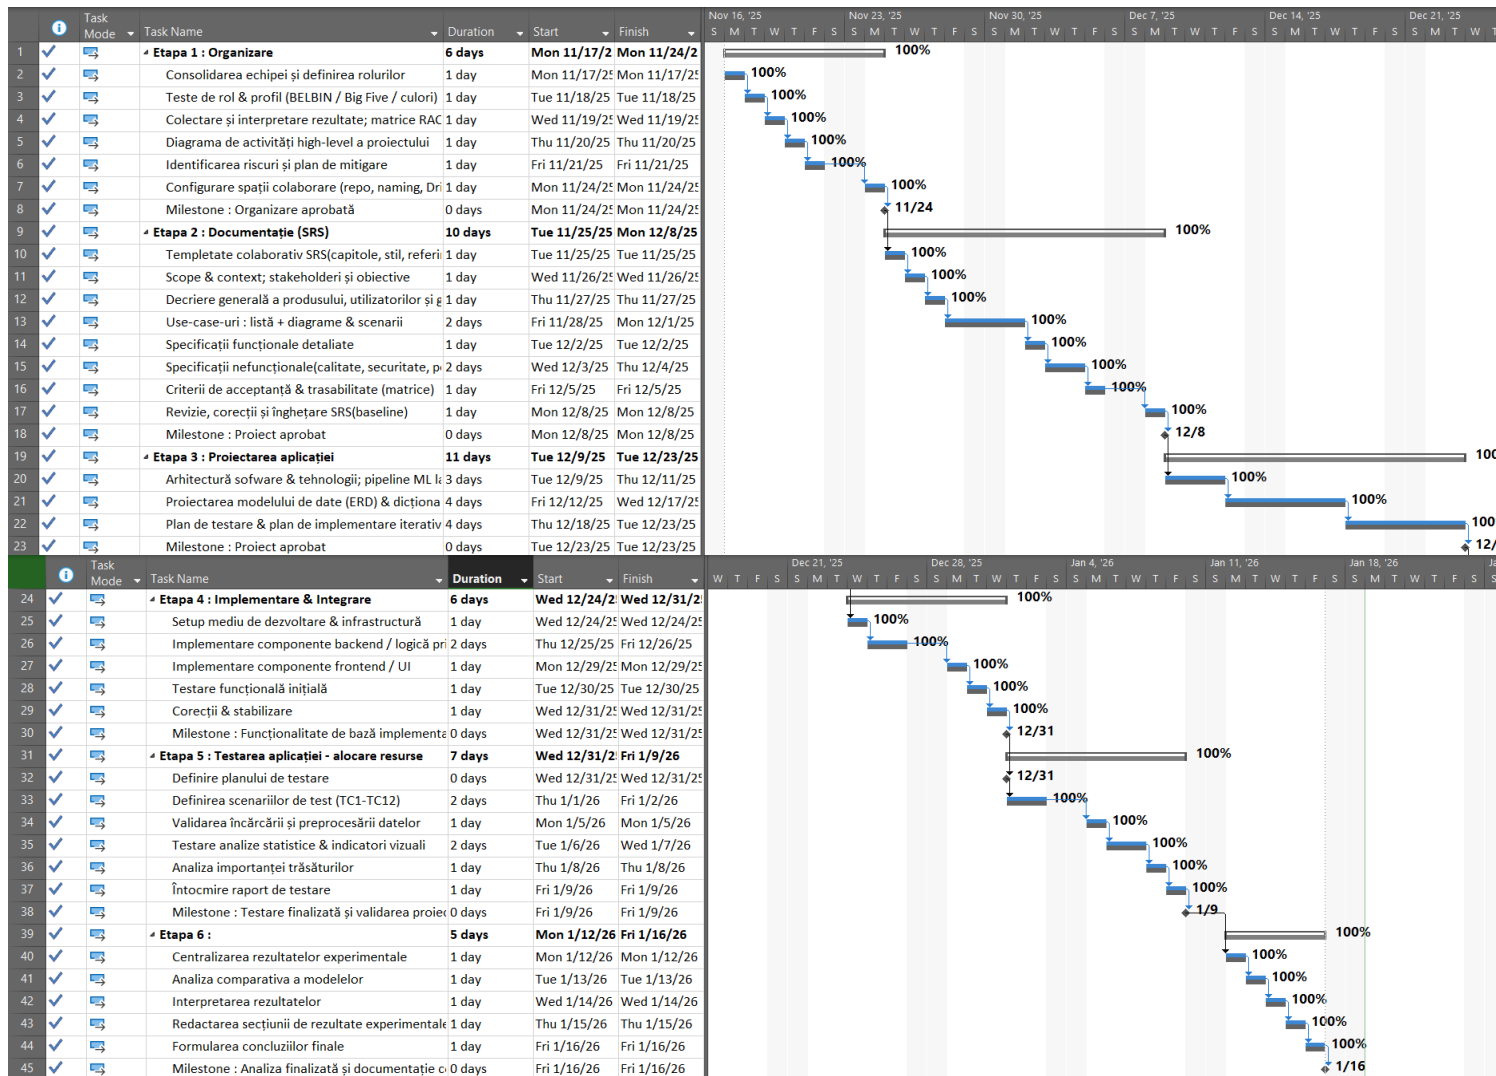 Nov 16, '25 Nov 23, '25 Nov 30, '25 Dec 7, '25 Dec 14, '25 Dec 21, '25
Task Mode Task Name Duration Start Finish S M T W T F S S M T W T F S S M T W T F S S M T W T F S S M T W T F S S M T W T
1 Etapa 1 : Organizare 6 days Mon 11/17/2 Mon 11/24/2 100%
2 Consolidarea echipei și definirea rolurilor 1 day Mon 11/17/25 Mon 11/17/25 100%
3 Teste de rol & profil (BELBIN / Big Five / culori) 1 day Tue 11/18/25 Tue 11/18/25 100%
4 Colectare și interpretare rezultate; matrice RAC 1 day Wed 11/19/25 Wed 11/19/25 100%
5 Diagrama de activități high-level a proiectului 1 day Thu 11/20/25 Thu 11/20/25 100%
6 Identificarea riscuri și plan de mitigare 1 day Fri 11/21/25 Fri 11/21/25 100%
7 Configurare spații colaborare (repo, naming, Dri 1 day Mon 11/24/25 Mon 11/24/25 100%
8 Milestone : Organizare aprobată 0 days Mon 11/24/25 Mon 11/24/25 11/24
9 Etapa 2 : Documentație (SRS) 10 days Tue 11/25/25 Mon 12/8/25 100%
10 Templetate colaborativ SRS(capitole, stil, referi 1 day Tue 11/25/25 Tue 11/25/25 100%
11 Scope & context; stakeholderi și obiective 1 day Wed 11/26/25 Wed 11/26/25 100%
12 Decriere generală a produsului, utilizatorilor și g 1 day Thu 11/27/25 Thu 11/27/25 100%
13 Use-case-uri : listă + diagrame & scenarii 2 days Fri 11/28/25 Mon 12/1/25 100%
14 Specificații funcționale detaliate 1 day Tue 12/2/25 Tue 12/2/25 100%
15 Specificații nefuncționale(calitate, securitate, p 2 days Wed 12/3/25 Thu 12/4/25 100%
16 Criterii de acceptanță & trasabilitate (matrice) 1 day Fri 12/5/25 Fri 12/5/25 100%
17 Revizie, corecții și înghețare SRS(baseline) 1 day Mon 12/8/25 Mon 12/8/25 100%
18 Milestone : Proiect aprobat 0 days Mon 12/8/25 Mon 12/8/25 12/8
19 Etapa 3 : Proiectarea aplicației 11 days Tue 12/9/25 Tue 12/23/25 100
20 Arhitectură sofware & tehnologii; pipeline ML 3 days Tue 12/9/25 Thu 12/11/25 100%
21 Proiectarea modelului de date (ERD) & dicționa 4 days Fri 12/12/25 Wed 12/17/25 100%
22 Plan de testare & plan de implementare iterativ 4 days Thu 12/18/25 Tue 12/23/25 100
23 Milestone : Proiect aprobat 0 days Tue 12/23/25 Tue 12/23/25 12/
Dec 21, '25 Dec 28, '25 Jan 4, '26 Jan 11, '26 Jan 18, '26
Task Mode Task Name Duration Start Finish W T F S S M T W T F S S M T W T F S S M T W T F S S M T W T F S S M T W T F S S
24 Etapa 4 : Implementare & Integrare 6 days Wed 12/24/2 Wed 12/31/2 100%
25 Setup mediu de dezvoltare & infrastructură 1 day Wed 12/24/25 Wed 12/24/25 100%
26 Implementare componente backend / logică pri 2 days Thu 12/25/25 Fri 12/26/25 100%
27 Implementare componente frontend / UI 1 day Mon 12/29/25 Mon 12/29/25 100%
28 Testare funcțională inițială 1 day Tue 12/30/25 Tue 12/30/25 100%
29 Corecții & stabilizare 1 day Wed 12/31/25 Wed 12/31/25 100%
30 Milestone : Funcționalitate de bază implementa 0 days Wed 12/31/25 Wed 12/31/25 12/31
31 Etapa 5 : Testarea aplicației - alocare resurse 7 days Wed 12/31/2 Fri 1/9/26 100%
32 Definire planului de testare 0 days Wed 12/31/25 Wed 12/31/25 12/31
33 Definirea scenariilor de test (TC1-TC12) 2 days Thu 1/1/26 Fri 1/2/26 100%
34 Validarea încărcării și preprocesării datelor 1 day Mon 1/5/26 Mon 1/5/26 100%
35 Testare analize statistice & indicatori vizuali 2 days Tue 1/6/26 Wed 1/7/26 100%
36 Analiza importanței trăsăturilor 1 day Thu 1/8/26 Thu 1/8/26 100%
37 Întocmire raport de testare 1 day Fri 1/9/26 Fri 1/9/26 100%
38 Milestone : Testare finalizată și validarea proiec 0 days Fri 1/9/26 Fri 1/9/26 1/9
39 Etapa 6 : 5 days Mon 1/12/26 Fri 1/16/26 100%
40 Centralizarea rezultatelor experimentale 1 day Mon 1/12/26 Mon 1/12/26 100%
41 Analiza comparativa a modelelor 1 day Tue 1/13/26 Tue 1/13/26 100%
42 Interpretarea rezultatelor 1 day Wed 1/14/26 Wed 1/14/26 100%
43 Redactarea secțiunii de rezultate experimentale 1 day Thu 1/15/26 Thu 1/15/26 100%
44 Formularea concluziilor finale 1 day Fri 1/16/26 Fri 1/16/26 100%
45 Milestone : Analiza finalizată și documentație c 0 days Fri 1/16/26 Fri 1/16/26 1/16